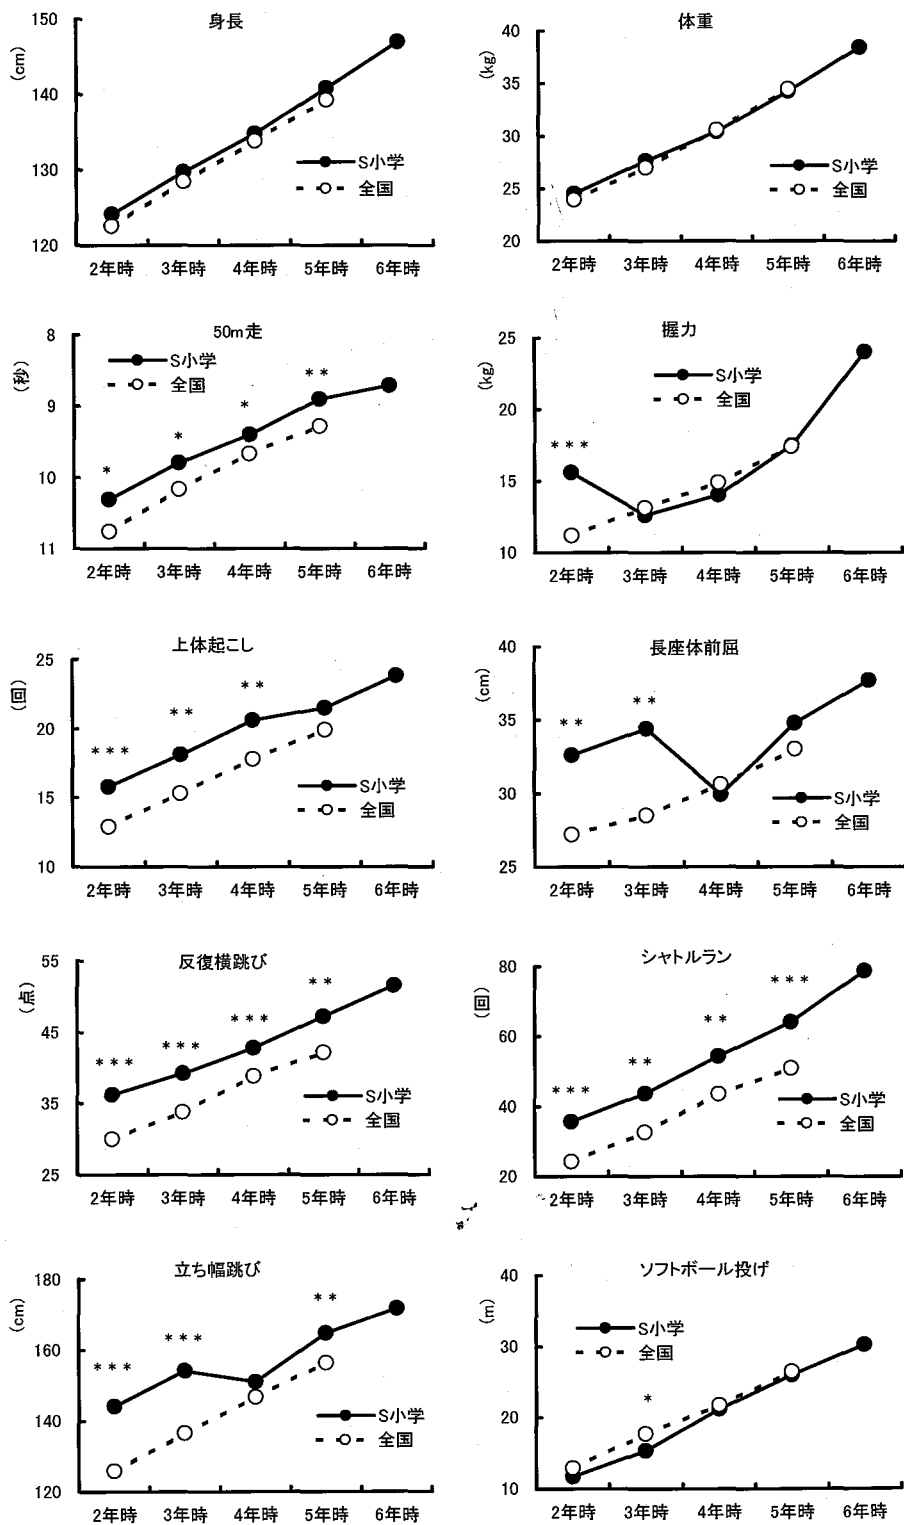 身長
(cm)
150
140
130
120
S小学
全国
2年時 3年時 4年時 5年時 6年時
体重
(kg)
40
35
30
25
20
S小学
全国
2年時 3年時 4年時 5年時 6年時
50m走
(秒)
8
9
10
11
S小学
全国
* * * **
2年時 3年時 4年時 5年時 6年時
握力
(kg)
25
20
15
10
S小学
全国
***
2年時 3年時 4年時 5年時 6年時
上体起こし
(回)
25
20
15
10
*** ** **
S小学
全国
2年時 3年時 4年時 5年時 6年時
長座体前屈
(cm)
40
35
30
25
** **
S小学
全国
2年時 3年時 4年時 5年時 6年時
反復横跳び
(点)
55
45
35
25
*** *** *** **
S小学
全国
2年時 3年時 4年時 5年時 6年時
シャトルラン
(回)
80
60
40
20
*** ** ** ***
S小学
全国
2年時 3年時 4年時 5年時 6年時
立ち幅跳び
(cm)
180
160
140
120
*** *** **
S小学
全国
2年時 3年時 4年時 5年時 6年時
ソフトボール投げ
(m)
40
30
20
10
S小学
全国
*
2年時 3年時 4年時 5年時 6年時